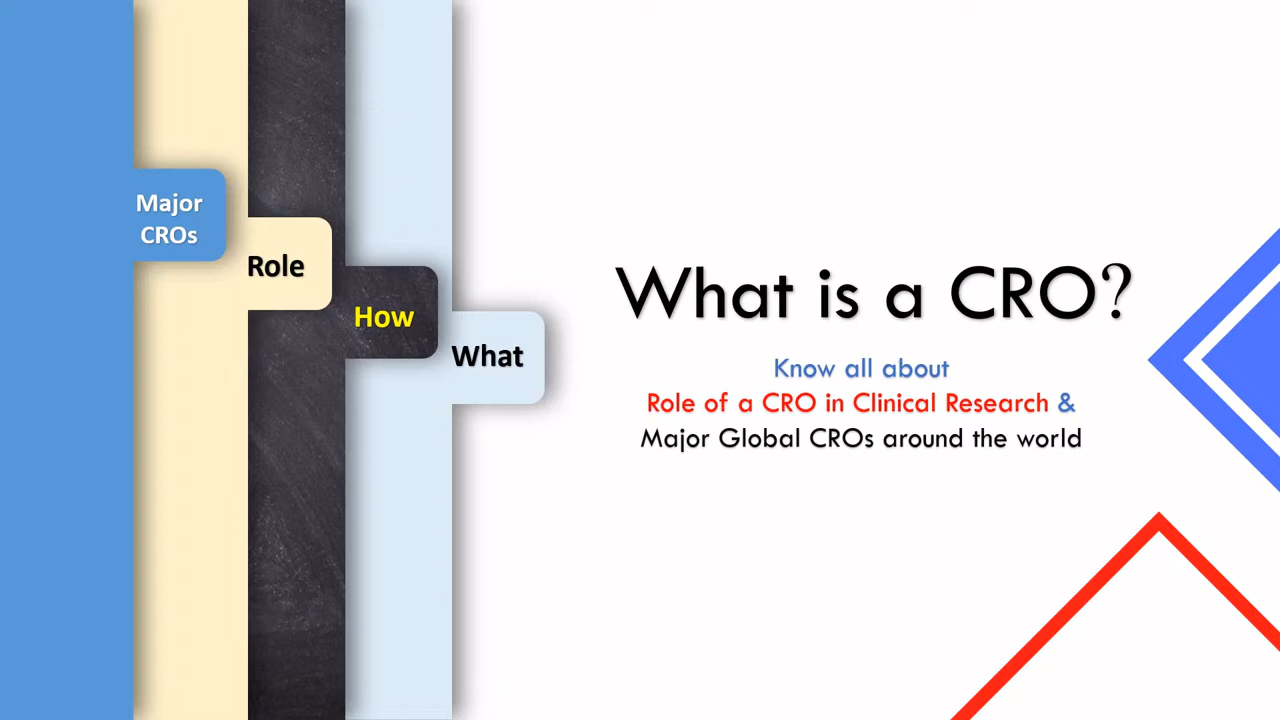 Major
CROs
Role
How
What
What is a CRO?
Know all about
Role of a CRO in Clinical Research &
Major Global CROs around the world